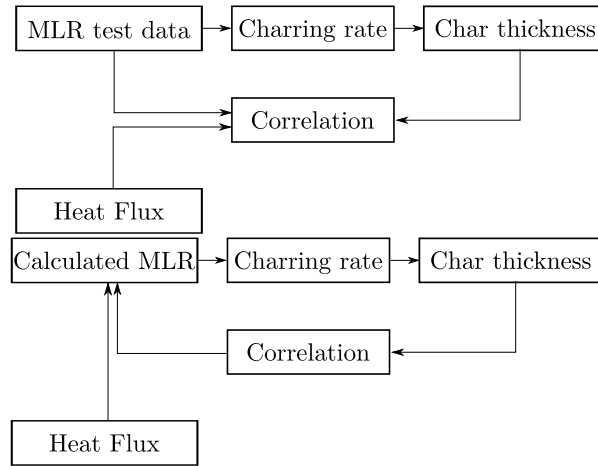 MLR test data
Charring rate
Char thickness
Correlation
Heat Flux
Calculated MLR
Charring rate
Char thickness
Correlation
Heat Flux